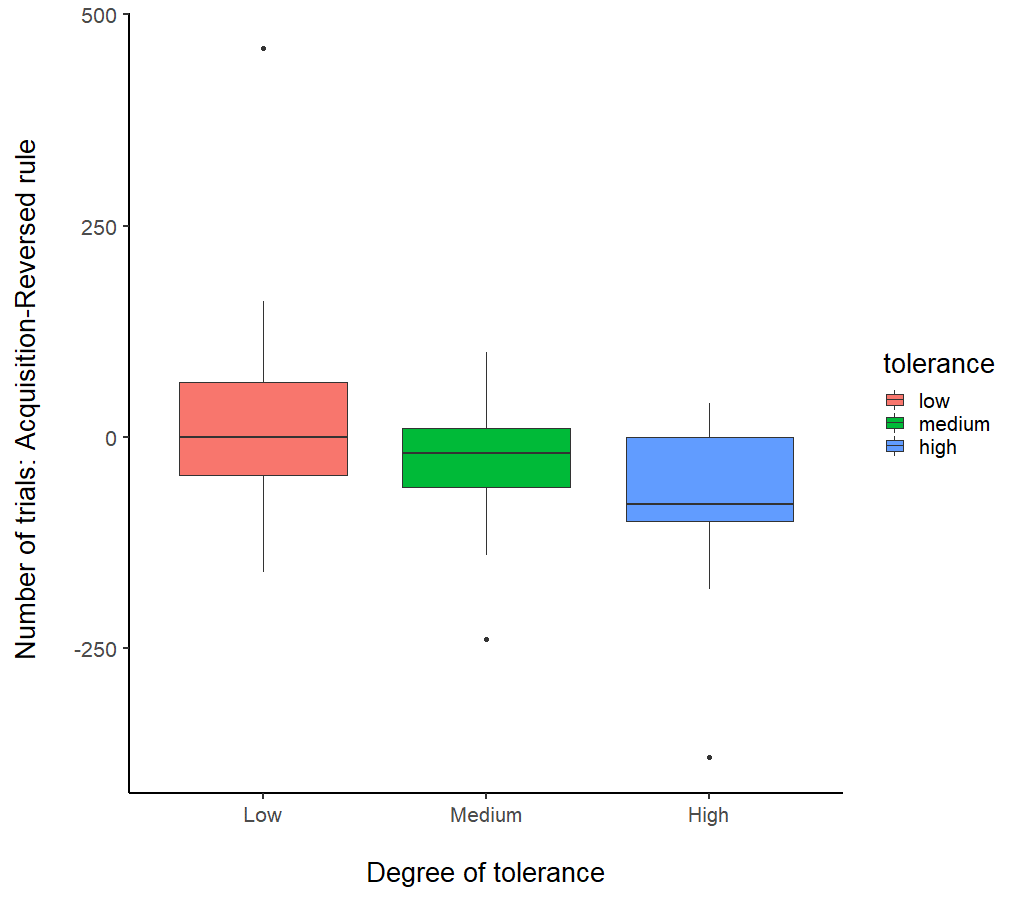 500
250
0
-250
Number of trials: Acquisition-Reversed rule
Low
Medium
High
Degree of tolerance
tolerance
low
medium
high